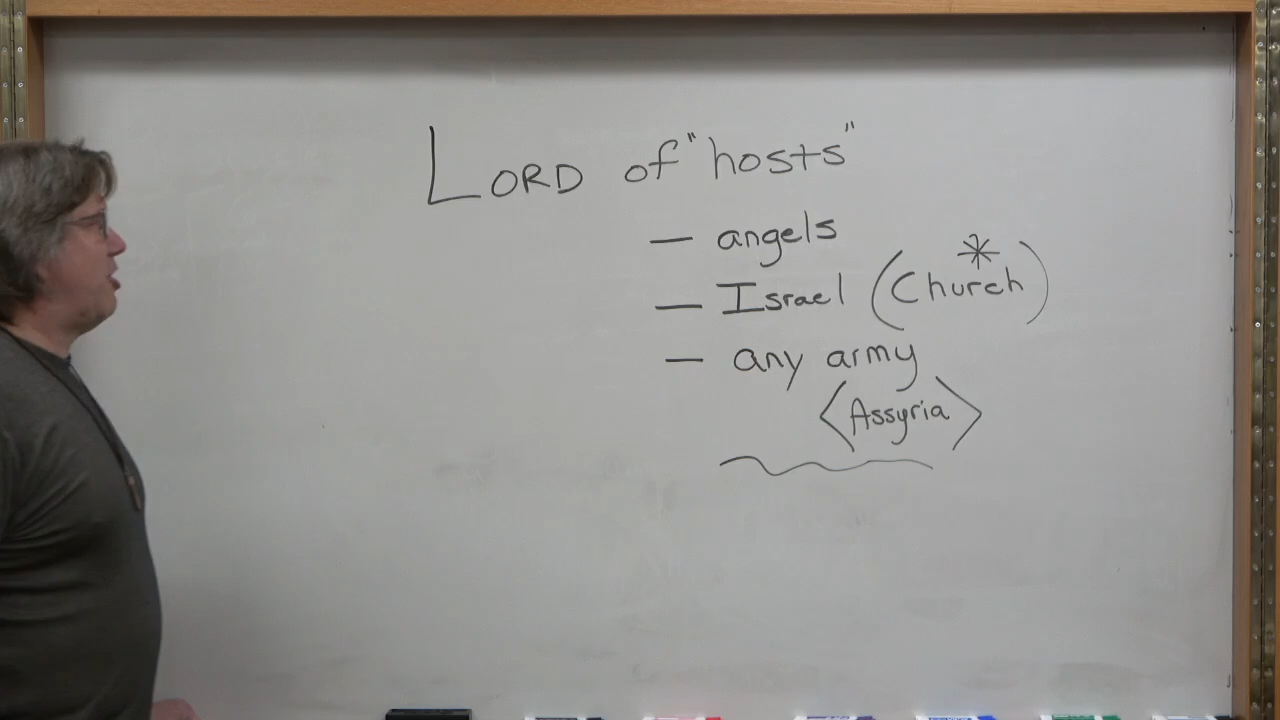 LORD of "hosts"
— angels
— Israel (Church*)
— any army
<Assyria>